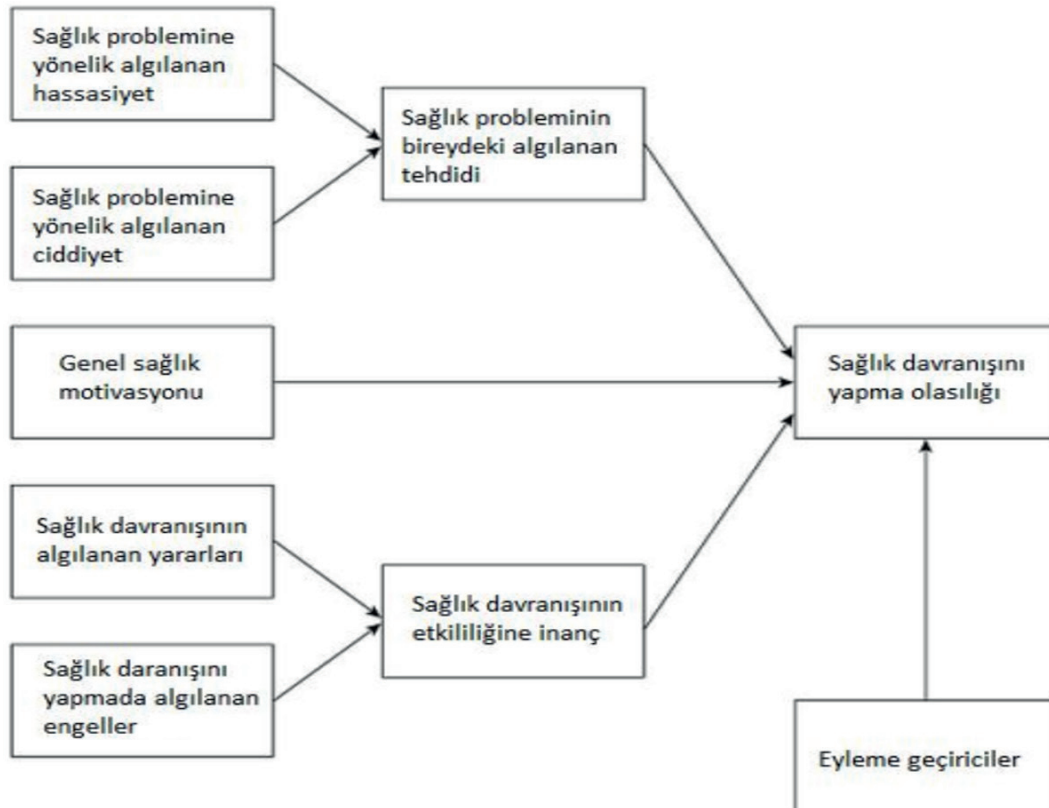 Sağlık problemine
yönelik algılanan
hassasiyet
Sağlık probleminin
bireydeki algılanan
tehdidi
Sağlık problemine
yönelik algılanan
ciddiyet
Genel sağlık
motivasyonu
Sağlık davranışını
yapma olasılığı
Sağlık davranışının
algılanan yararları
Sağlık davranışının
etkililiğine inanç
Sağlık daranışını
yapmada algılanan
engeller
Eyleme geçiriciler